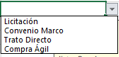 Licitación
Convenio Marco
Trato Directo
Compra Ágil